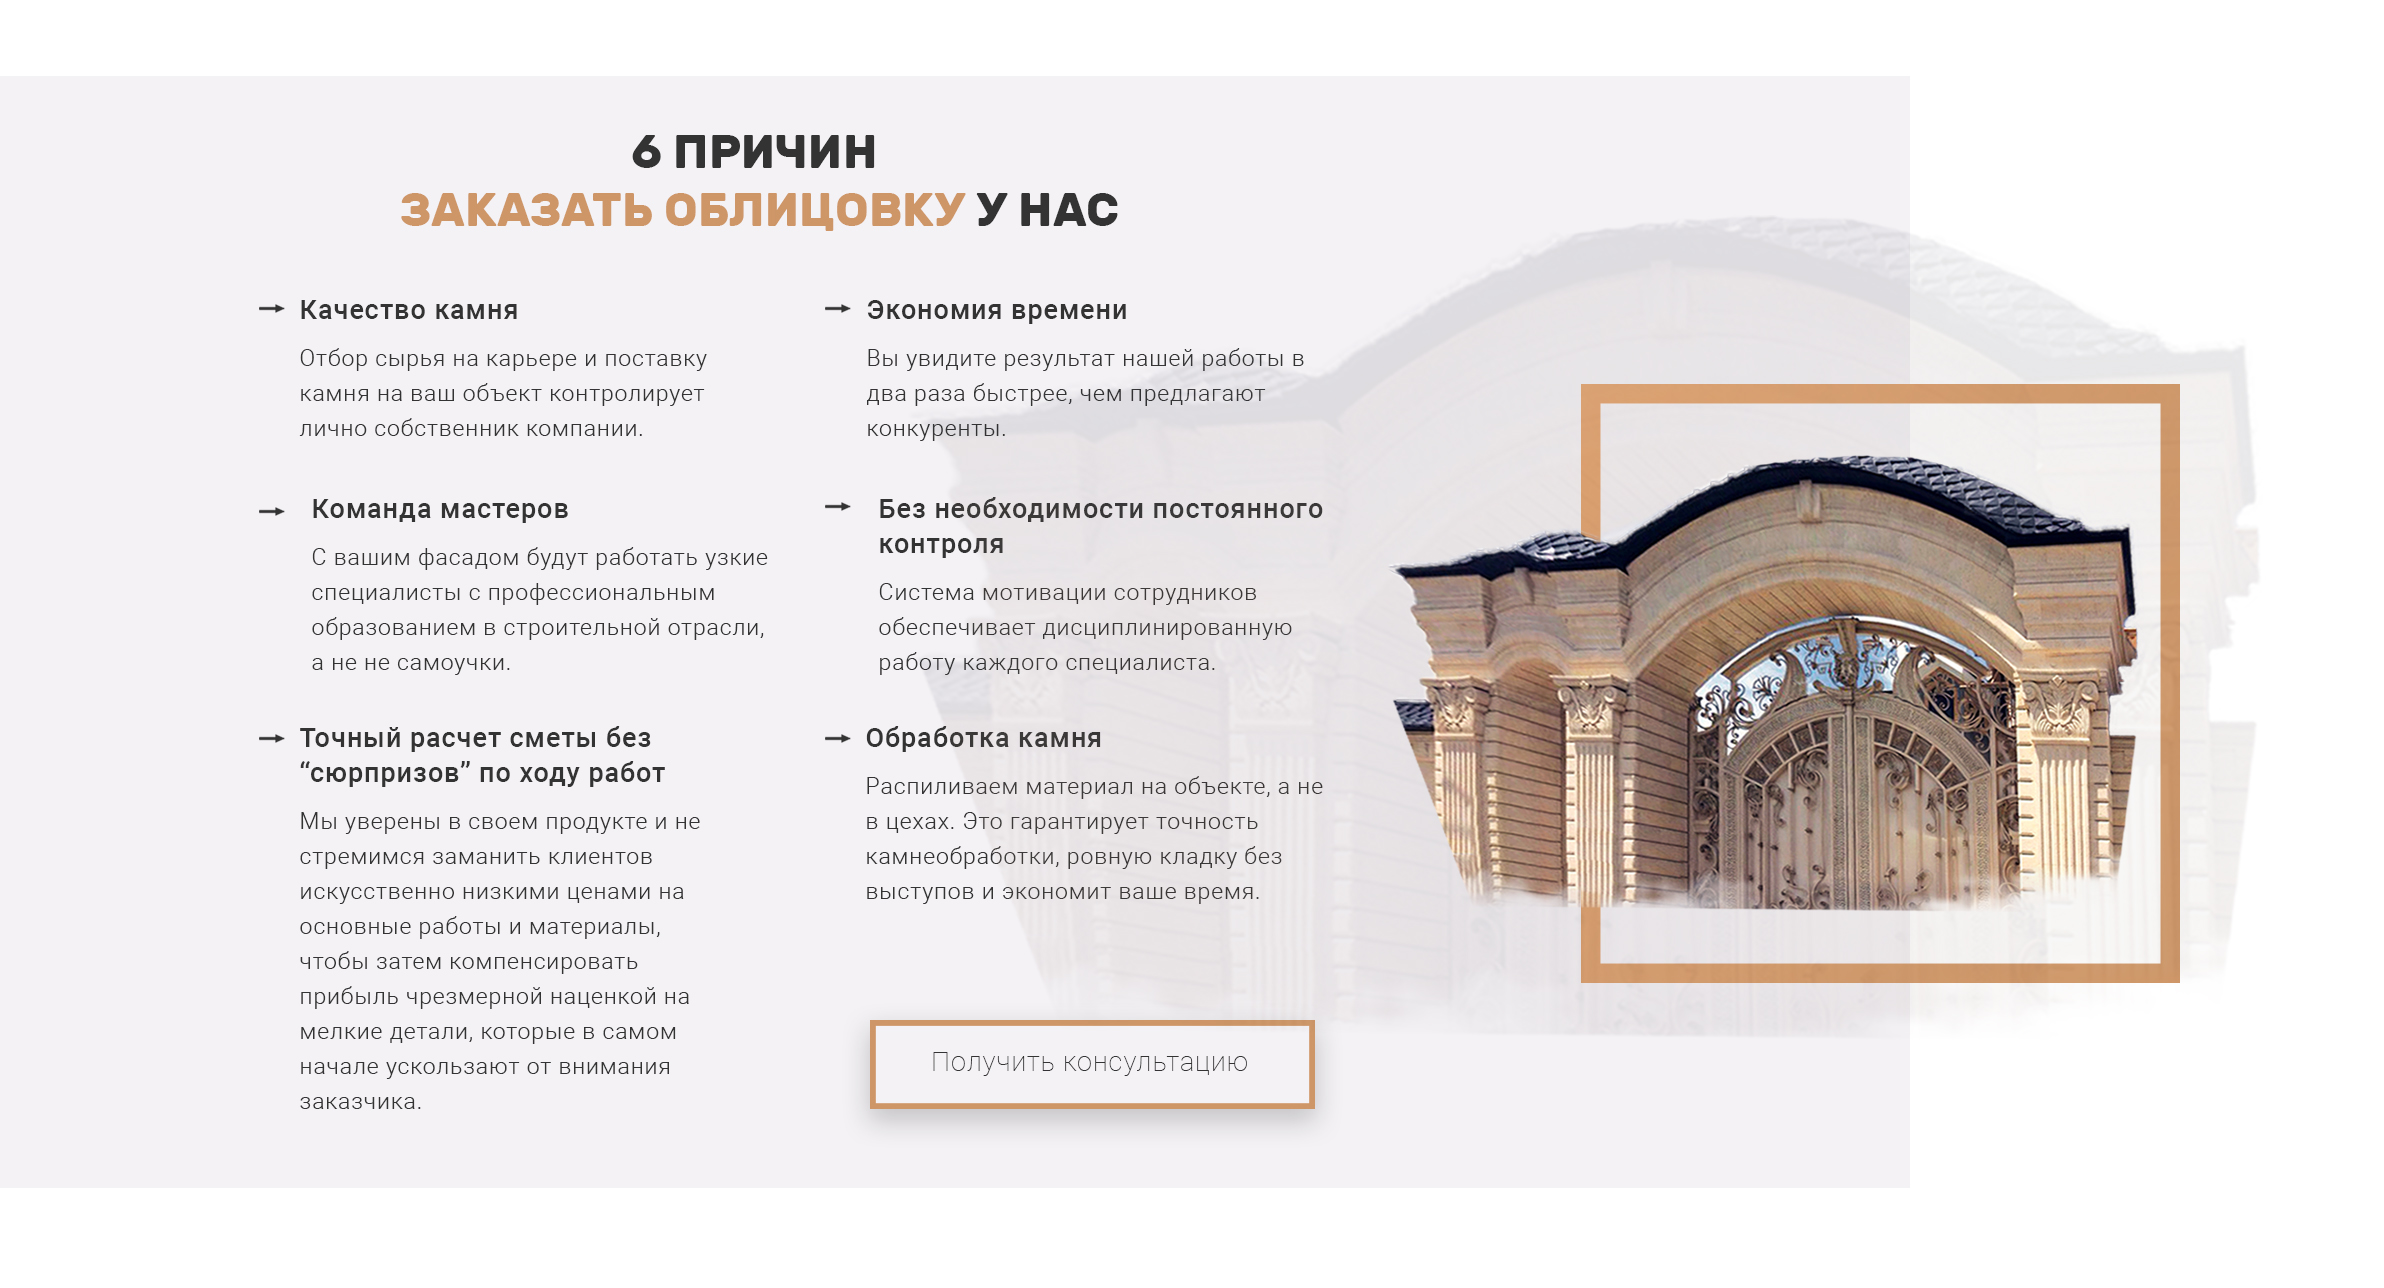 6 ПРИЧИН
ЗАКАЗАТЬ ОБЛИЦОВКУ У НАС
Качество камня
Отбор сырья на карьере и поставку
камня на ваш объект контролирует
лично собственник компании.
Команда мастеров
С вашим фасадом будут работать узкие
специалисты с профессиональным
образованием в строительной отрасли,
а не не самоучки.
Точный расчет сметы без
“сюрпризов” по ходу работ
Мы уверены в своем продукте и не
стремимся заманить клиентов
искусственно низкими ценами на
основные работы и материалы,
чтобы затем компенсировать
прибыль чрезмерной наценкой на
мелкие детали, которые в самом
начале ускользают от внимания
заказчика.
Экономия времени
Вы увидите результат нашей работы в
два раза быстрее, чем предлагают
конкуренты.
Без необходимости постоянного
контроля
Система мотивации сотрудников
обеспечивает дисциплинированную
работу каждого специалиста.
Обработка камня
Распиливаем материал на объекте, а не
в цехах. Это гарантирует точность
камнеобработки, ровную кладку без
выступов и экономит ваше время.
Получить консультацию